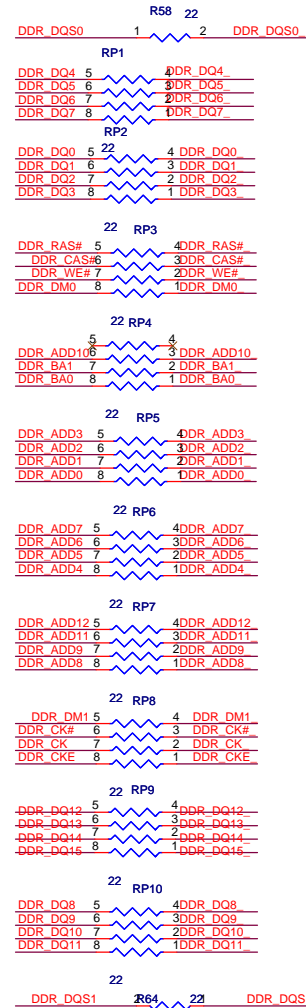 R58 22
DDR_DQS0 1 2 DDR_DQS0_
RP1
DDR_DQ4 5 4 DDR_DQ4_
DDR_DQ5 6 3 DDR_DQ5_
DDR_DQ6 7 2 DDR_DQ6_
DDR_DQ7 8 1 DDR_DQ7_
RP2
22
DDR_DQ0 5 4 DDR_DQ0_
DDR_DQ1 6 3 DDR_DQ1_
DDR_DQ2 7 2 DDR_DQ2_
DDR_DQ3 8 1 DDR_DQ3_
22 RP3
DDR_RAS# 5 4 DDR_RAS#_
DDR_CAS# 6 3 DDR_CAS#_
DDR_WE# 7 2 DDR_WE#_
DDR_DM0 8 1 DDR_DM0_
22 RP4
5 4
DDR_ADD10 6 3 DDR_ADD10_
DDR_BA1 7 2 DDR_BA1_
DDR_BA0 8 1 DDR_BA0_
22 RP5
DDR_ADD3 5 4 DDR_ADD3_
DDR_ADD2 6 3 DDR_ADD2_
DDR_ADD1 7 2 DDR_ADD1_
DDR_ADD0 8 1 DDR_ADD0_
22 RP6
DDR_ADD7 5 4 DDR_ADD7_
DDR_ADD6 6 3 DDR_ADD6_
DDR_ADD5 7 2 DDR_ADD5_
DDR_ADD4 8 1 DDR_ADD4_
22 RP7
DDR_ADD12 5 4 DDR_ADD12_
DDR_ADD11 6 3 DDR_ADD11_
DDR_ADD9 7 2 DDR_ADD9_
DDR_ADD8 8 1 DDR_ADD8_
22 RP8
DDR_DM1 5 4 DDR_DM1_
DDR_CK# 6 3 DDR_CK#_
DDR_CK 7 2 DDR_CK_
DDR_CKE 8 1 DDR_CKE_
22 RP9
DDR_DQ12 5 4 DDR_DQ12_
DDR_DQ13 6 3 DDR_DQ13_
DDR_DQ14 7 2 DDR_DQ14_
DDR_DQ15 8 1 DDR_DQ15_
22 RP10
DDR_DQ8 5 4 DDR_DQ8_
DDR_DQ9 6 3 DDR_DQ9_
DDR_DQ10 7 2 DDR_DQ10_
DDR_DQ11 8 1 DDR_DQ11_
22
DDR_DQS1 2 R64 22 1 DDR_DQS